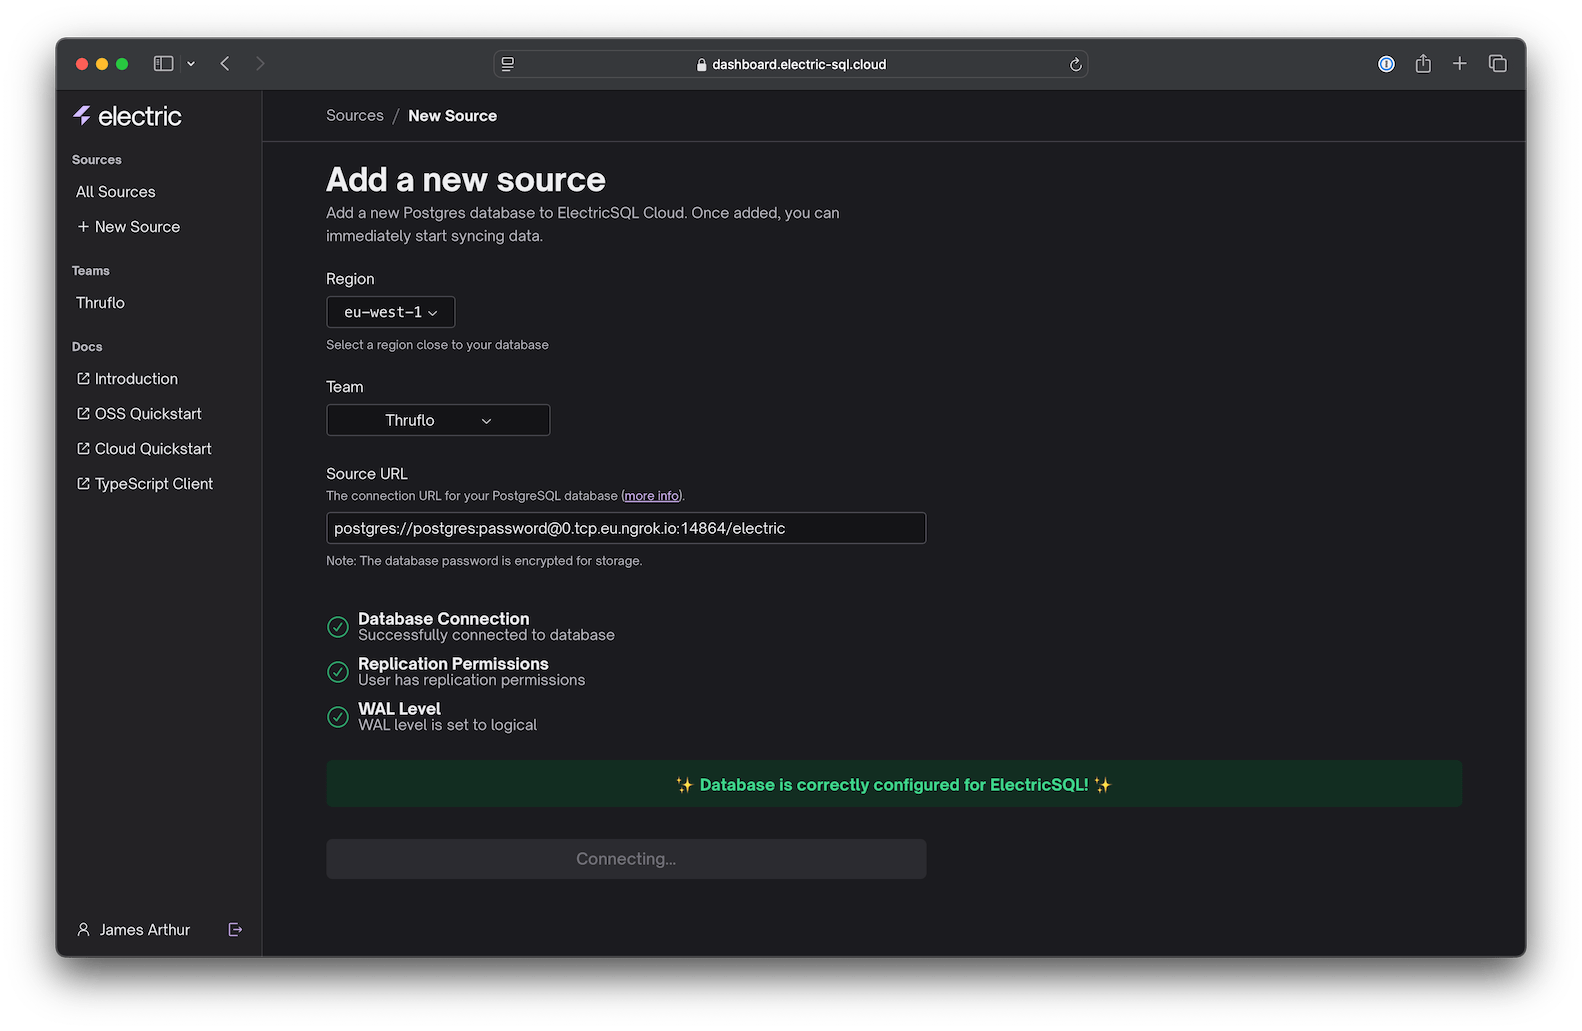 dashboard.electric-sql.cloud
electric
Sources
All Sources
+ New Source
Teams
Thruflo
Docs
Introduction
OSS Quickstart
Cloud Quickstart
TypeScript Client
James Arthur
Sources / New Source
Add a new source
Add a new Postgres database to ElectricSQL Cloud. Once added, you can
immediately start syncing data.
Region
eu-west-1
Select a region close to your database
Team
Thruflo
Source URL
The connection URL for your PostgreSQL database (more info).
postgres://postgres:password@0.tcp.eu.ngrok.io:14864/electric
Note: The database password is encrypted for storage.
Database Connection
Successfully connected to database
Replication Permissions
User has replication permissions
WAL Level
WAL level is set to logical
✨ Database is correctly configured for ElectricSQL! ✨
Connecting...